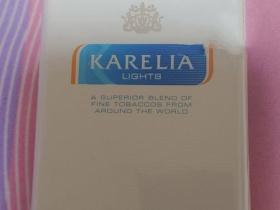 KARELIA
LIGHTS
A SUPERIOR BLEND OF
FINE TOBACCOS FROM
AROUND THE WORLD